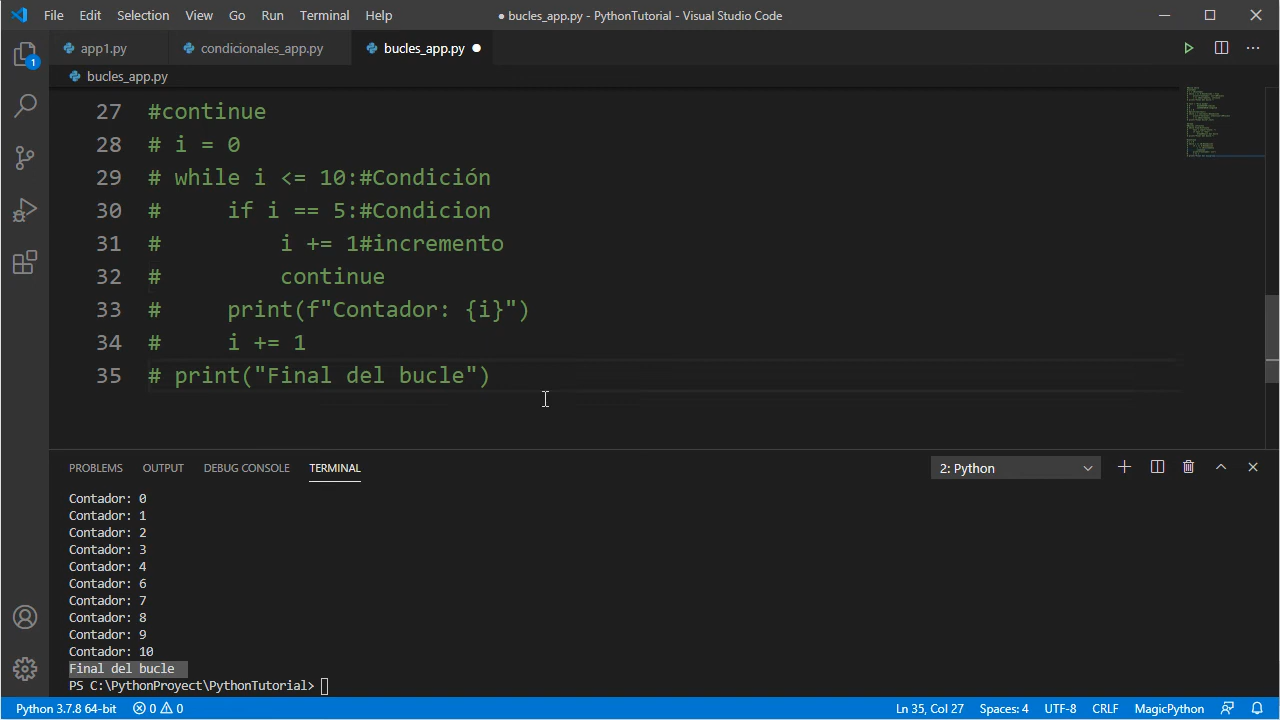 File Edit Selection View Go Run Terminal Help ● bucles_app.py - PythonTutorial - Visual Studio Code
app1.py condicionales_app.py bucles_app.py ●
1
bucles_app.py
27 #continue
28 # i = 0
29 # while i <= 10:#Condición
30 #     if i == 5:#Condicion
31 #         i += 1#incremento
32 #         continue
33 #     print(f"Contador: {i}")
34 #     i += 1
35 # print("Final del bucle")
PROBLEMS OUTPUT DEBUG CONSOLE TERMINAL 2: Python
Contador: 0
Contador: 1
Contador: 2
Contador: 3
Contador: 4
Contador: 6
Contador: 7
Contador: 8
Contador: 9
Contador: 10
Final del bucle
PS C:\PythonProyect\PythonTutorial>
Python 3.7.8 64-bit 0 0 Ln 35, Col 27 Spaces: 4 UTF-8 CRLF MagicPython